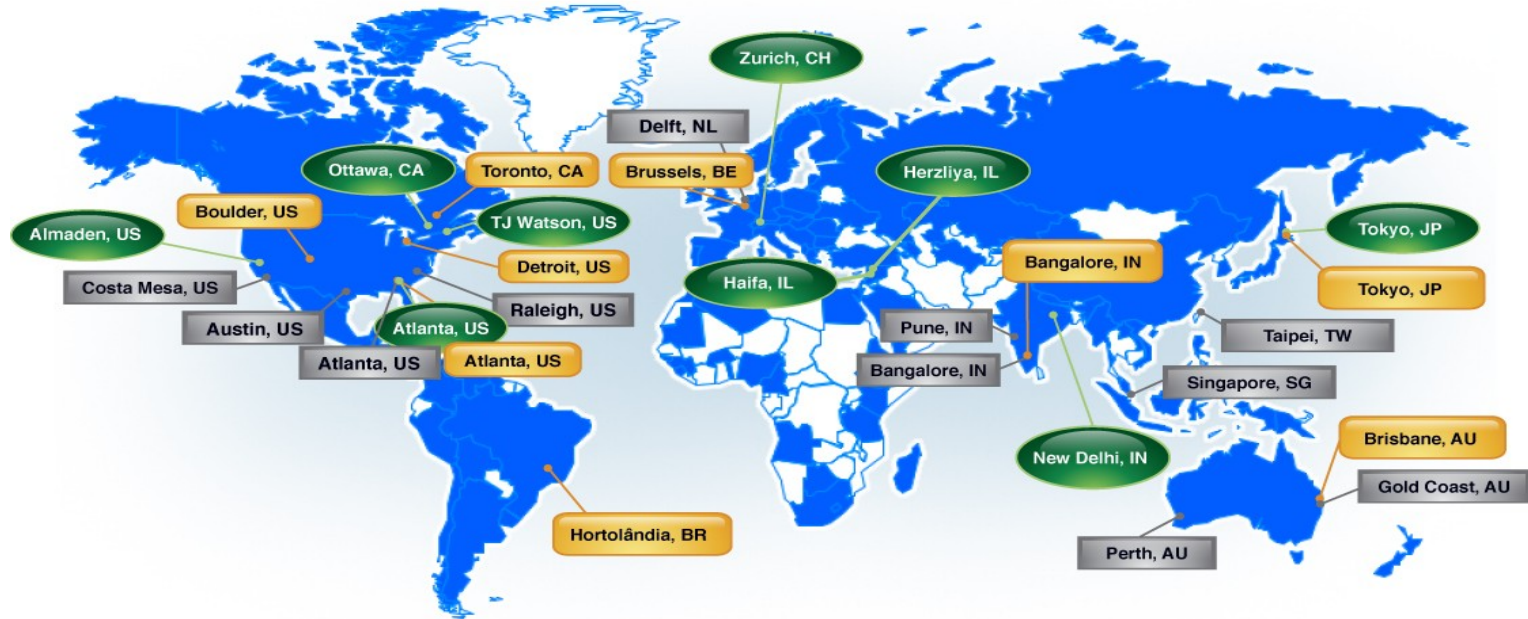 Zurich, CH
Delft, NL
Ottawa, CA
Toronto, CA
Brussels, BE
Herzliya, IL
Boulder, US
TJ Watson, US
Almaden, US
Tokyo, JP
Detroit, US
Bangalore, IN
Costa Mesa, US
Haifa, IL
Tokyo, JP
Raleigh, US
Austin, US
Atlanta, US
Pune, IN
Taipei, TW
Atlanta, US
Atlanta, US
Bangalore, IN
Singapore, SG
Brisbane, AU
New Delhi, IN
Gold Coast, AU
Hortolândia, BR
Perth, AU